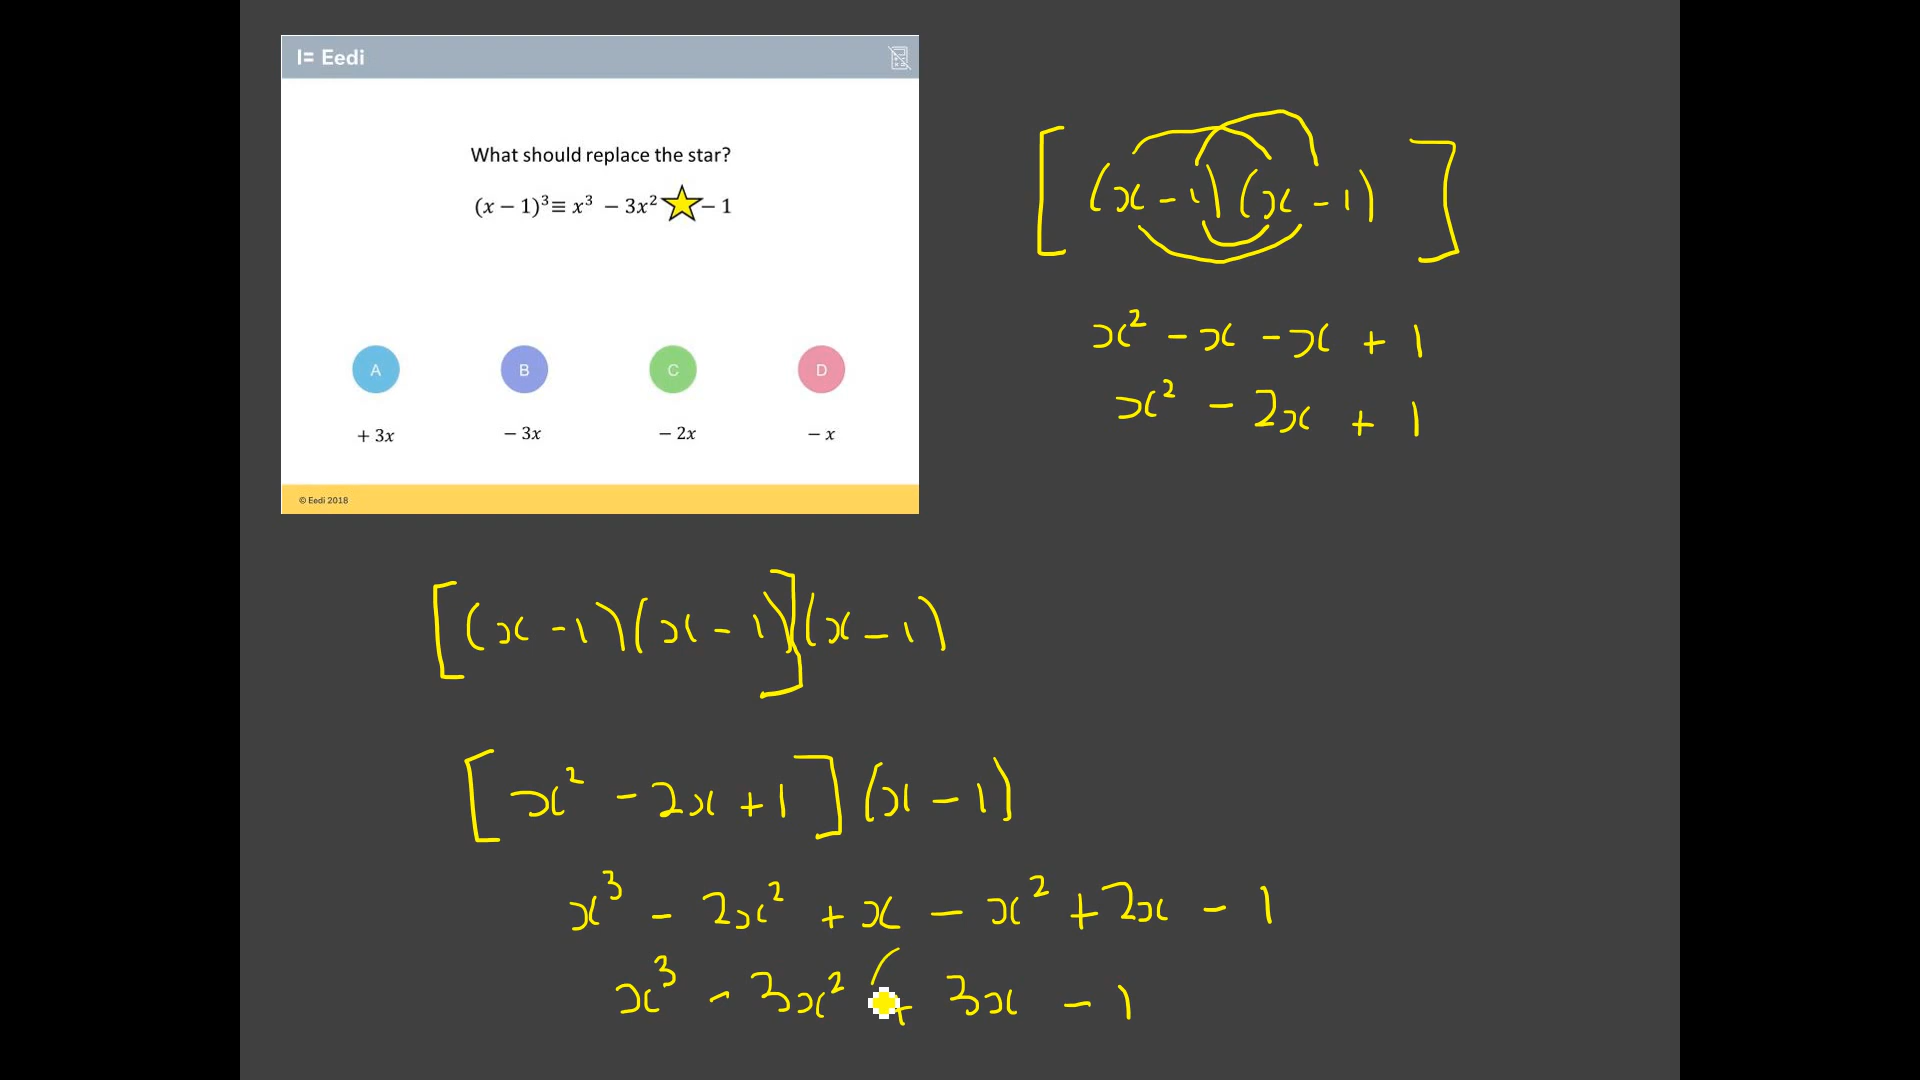 I= Eedi
What should replace the star?
(x − 1)³ ≡ x³ − 3x² ⭐ − 1
A
B
C
D
+ 3x
− 3x
− 2x
− x
© Eedi 2018
[ (x − 1)(x − 1) ]
x² − x − x + 1
x² − 2x + 1
[(x − 1)(x − 1)](x − 1)
[x² − 2x + 1](x − 1)
x³ − 2x² + x − x² + 2x − 1
x³ − 3x² ( + 3x − 1